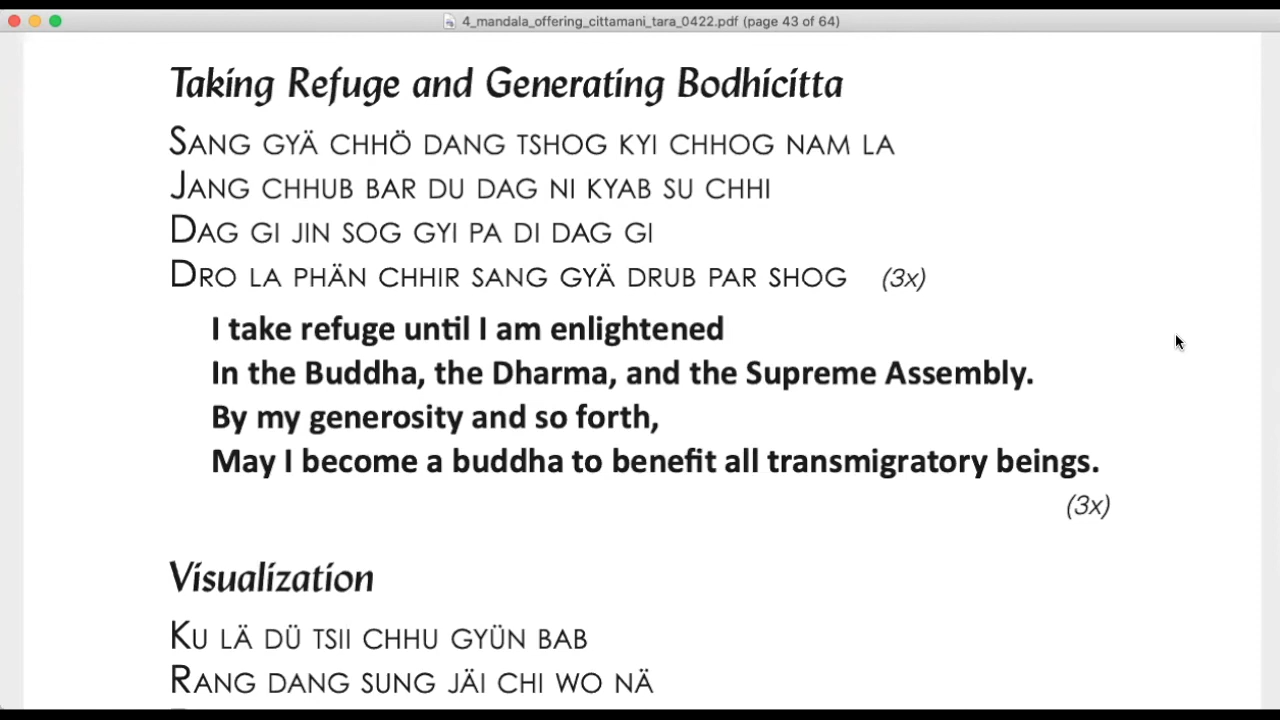 4_mandala_offering_cittamani_tara_0422.pdf (page 43 of 64)
Taking Refuge and Generating Bodhicitta
SANG GYÄ CHHÖ DANG TSHOG KYI CHHOG NAM LA
JANG CHHUB BAR DU DAG NI KYAB SU CHHI
DAG GI JIN SOG GYI PA DI DAG GI
DRO LA PHÄN CHHIR SANG GYÄ DRUB PAR SHOG (3x)
I take refuge until I am enlightened
In the Buddha, the Dharma, and the Supreme Assembly.
By my generosity and so forth,
May I become a buddha to benefit all transmigratory beings.
(3x)
Visualization
KU LÄ DÜ TSII CHHU GYÜN BAB
RANG DANG SUNG JÄI CHI WO NÄ